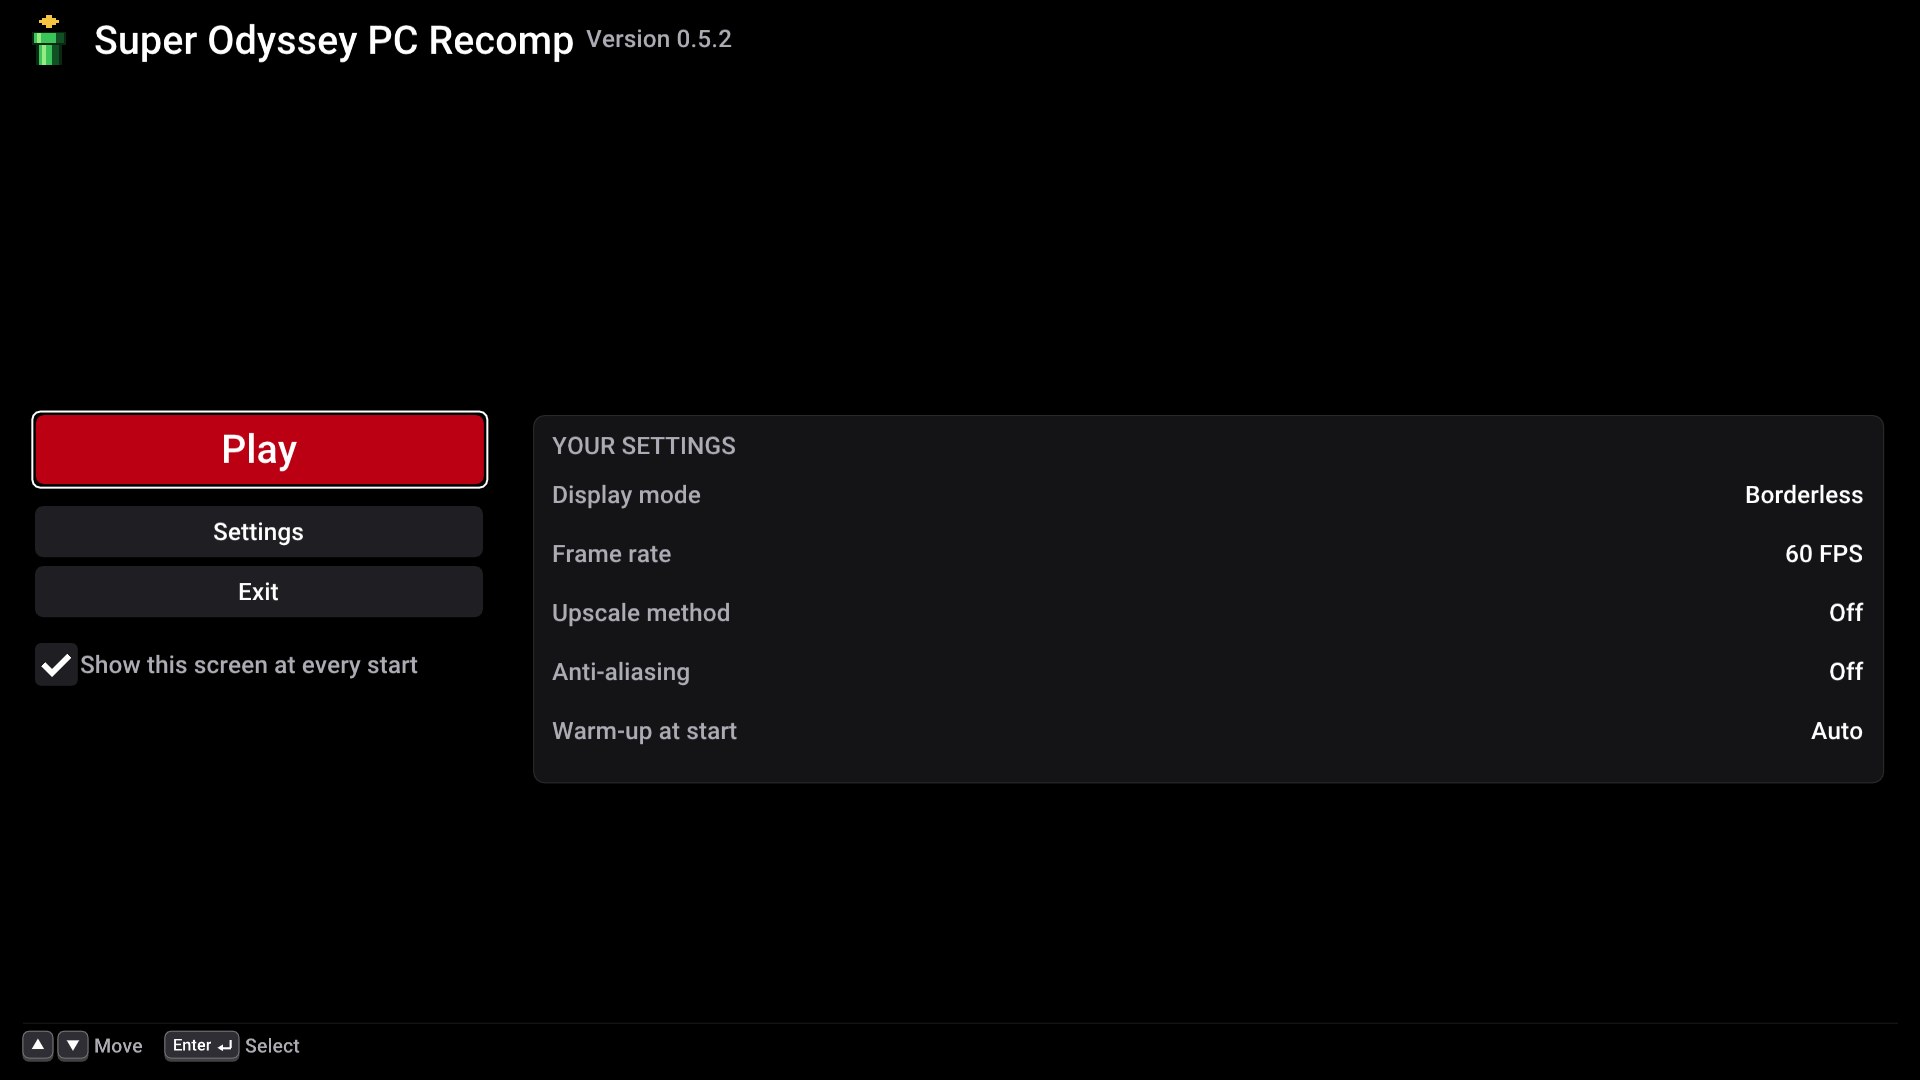 Super Odyssey PC Recomp Version 0.5.2
Play
Settings
Exit
Show this screen at every start
YOUR SETTINGS
Display mode Borderless
Frame rate 60 FPS
Upscale method Off
Anti-aliasing Off
Warm-up at start Auto
Move Enter Select